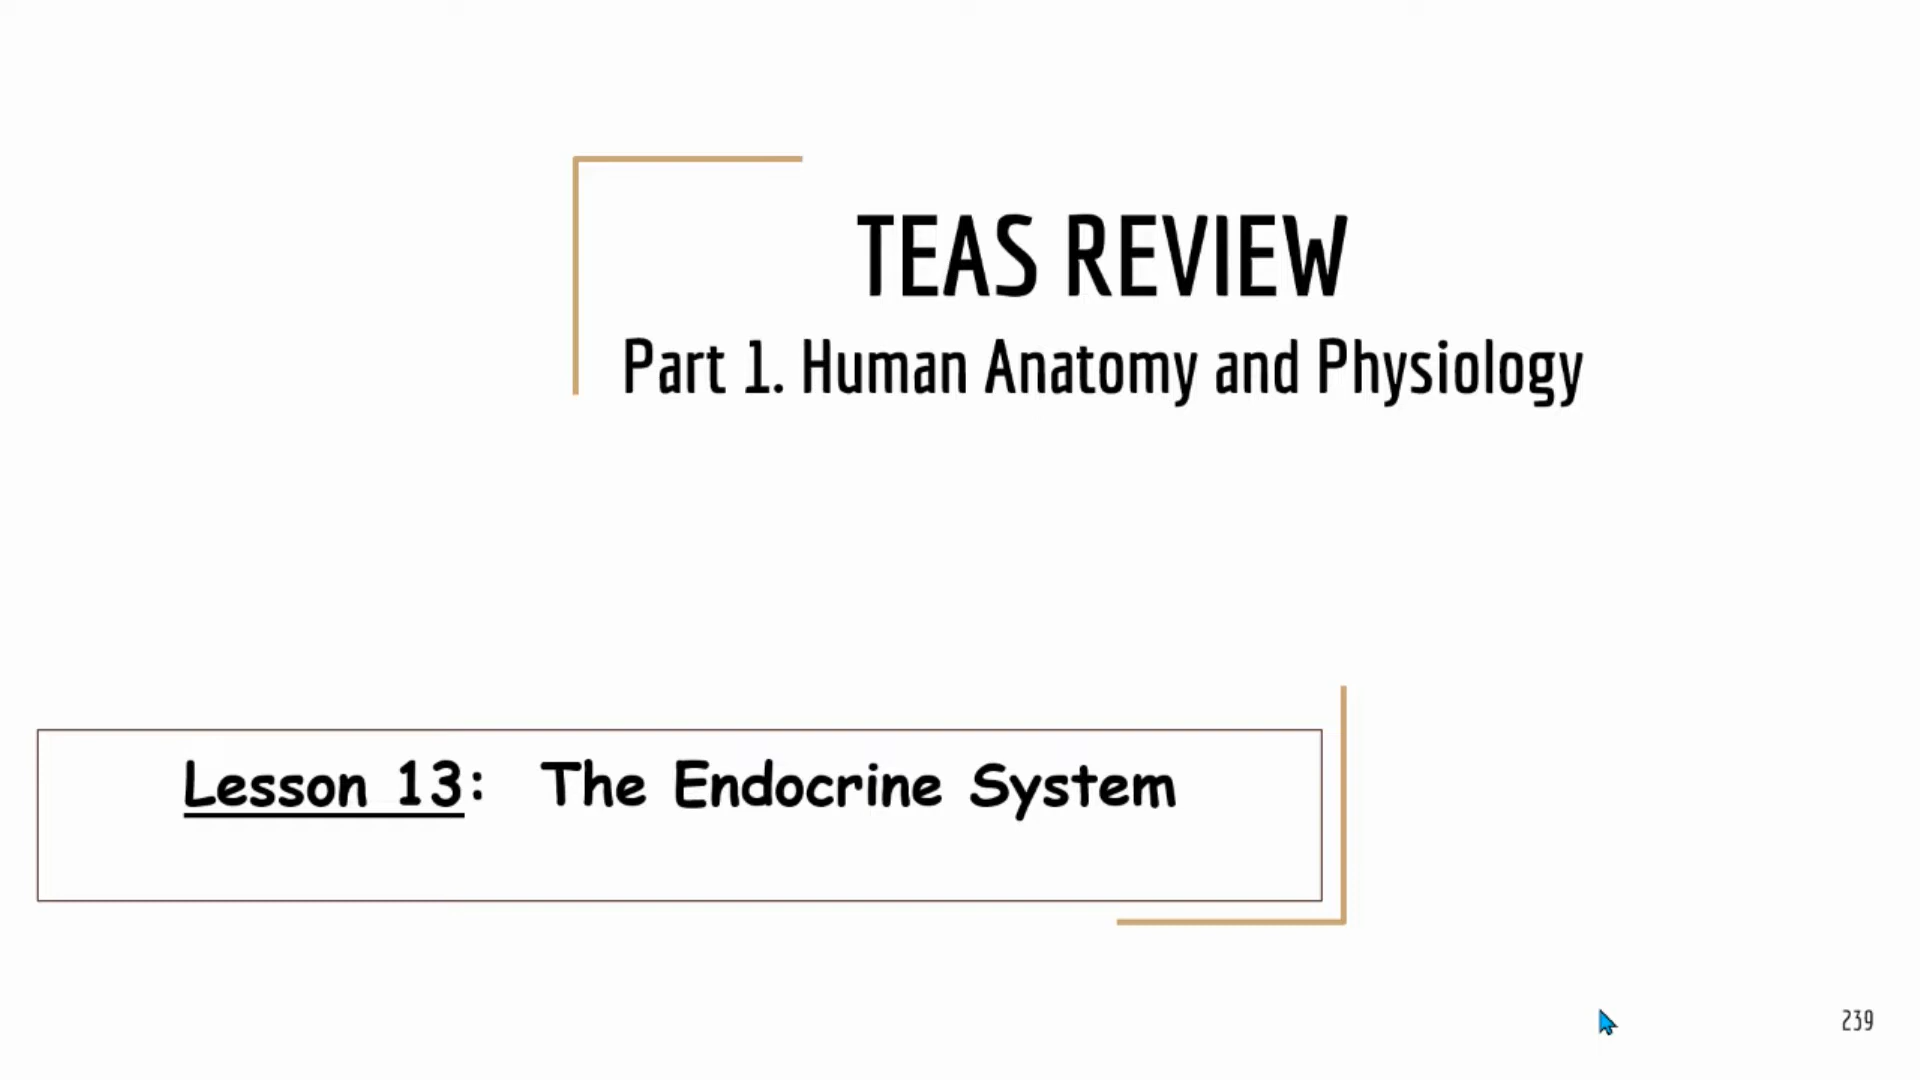 TEAS REVIEW
Part 1. Human Anatomy and Physiology
Lesson 13: The Endocrine System
239